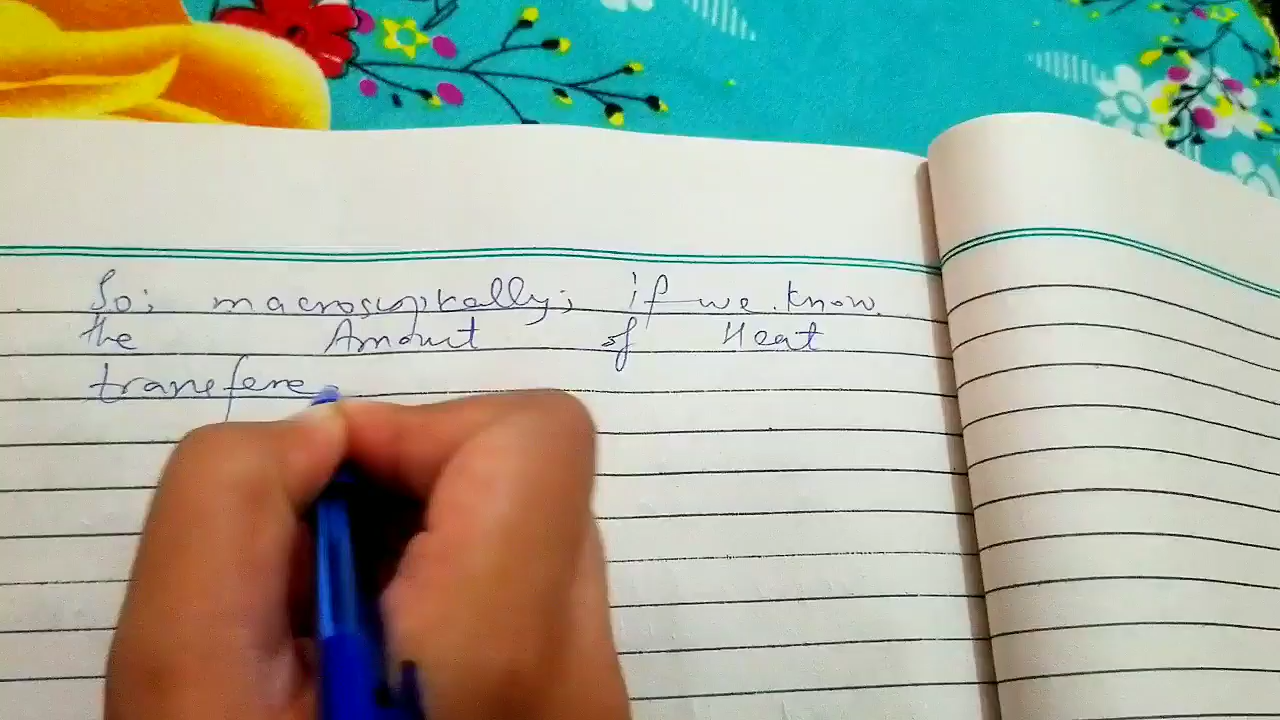 So; macroscopically; if we know
the Amount of Heat
transfere